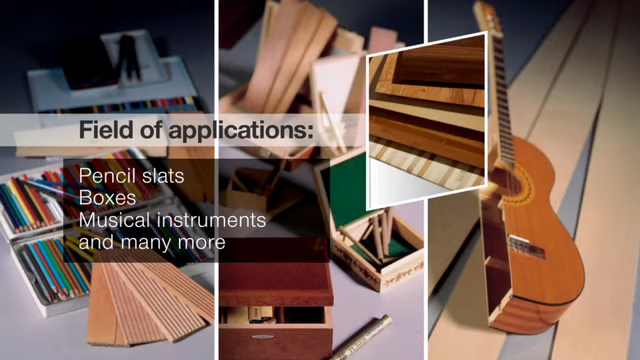 Field of applications:
Pencil slats
Boxes
Musical instruments
and many more